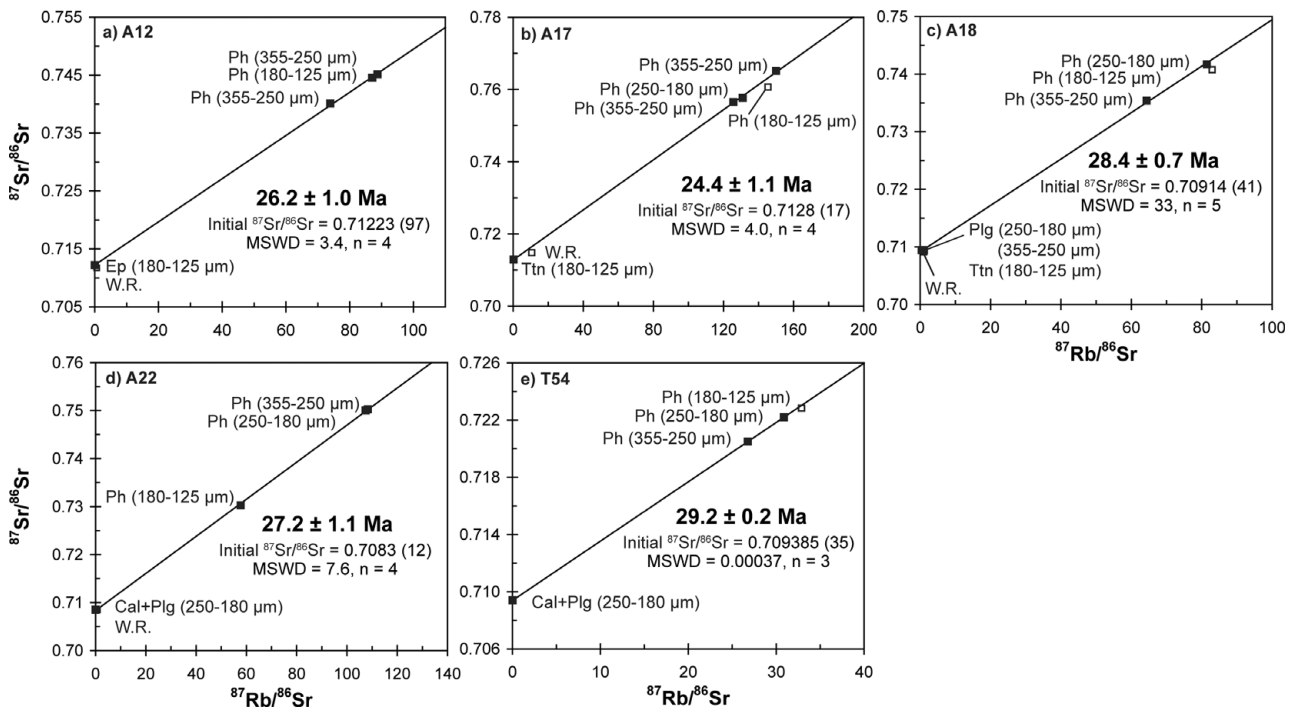 a) A12
⁸⁷Sr/⁸⁶Sr
0.755
0.745
0.735
0.725
0.715
0.705
Ph (355-250 µm)
Ph (180-125 µm)
Ph (355-250 µm)
26.2 ± 1.0 Ma
Initial ⁸⁷Sr/⁸⁶Sr = 0.71223 (97)
MSWD = 3.4, n = 4
Ep (180-125 µm)
W.R.
0 20 40 60 80 100
b) A17
0.78
0.76
0.74
0.72
0.70
Ph (355-250 µm)
Ph (250-180 µm)
Ph (355-250 µm)
Ph (180-125 µm)
24.4 ± 1.1 Ma
Initial ⁸⁷Sr/⁸⁶Sr = 0.7128 (17)
MSWD = 4.0, n = 4
W.R.
Ttn (180-125 µm)
0 40 80 120 160 200
c) A18
0.75
0.74
0.73
0.72
0.71
0.70
Ph (250-180 µm)
Ph (180-125 µm)
Ph (355-250 µm)
28.4 ± 0.7 Ma
Initial ⁸⁷Sr/⁸⁶Sr = 0.70914 (41)
MSWD = 33, n = 5
Plg (250-180 µm)
(355-250 µm)
Ttn (180-125 µm)
W.R.
0 20 40 60 80 100
⁸⁷Rb/⁸⁶Sr
d) A22
⁸⁷Sr/⁸⁶Sr
0.76
0.75
0.74
0.73
0.72
0.71
0.70
Ph (355-250 µm)
Ph (250-180 µm)
Ph (180-125 µm)
27.2 ± 1.1 Ma
Initial ⁸⁷Sr/⁸⁶Sr = 0.7083 (12)
MSWD = 7.6, n = 4
Cal+Plg (250-180 µm)
W.R.
0 20 40 60 80 100 120 140
⁸⁷Rb/⁸⁶Sr
e) T54
0.726
0.722
0.718
0.714
0.710
0.706
Ph (180-125 µm)
Ph (250-180 µm)
Ph (355-250 µm)
29.2 ± 0.2 Ma
Initial ⁸⁷Sr/⁸⁶Sr = 0.709385 (35)
MSWD = 0.00037, n = 3
Cal+Plg (250-180 µm)
0 10 20 30 40
⁸⁷Rb/⁸⁶Sr